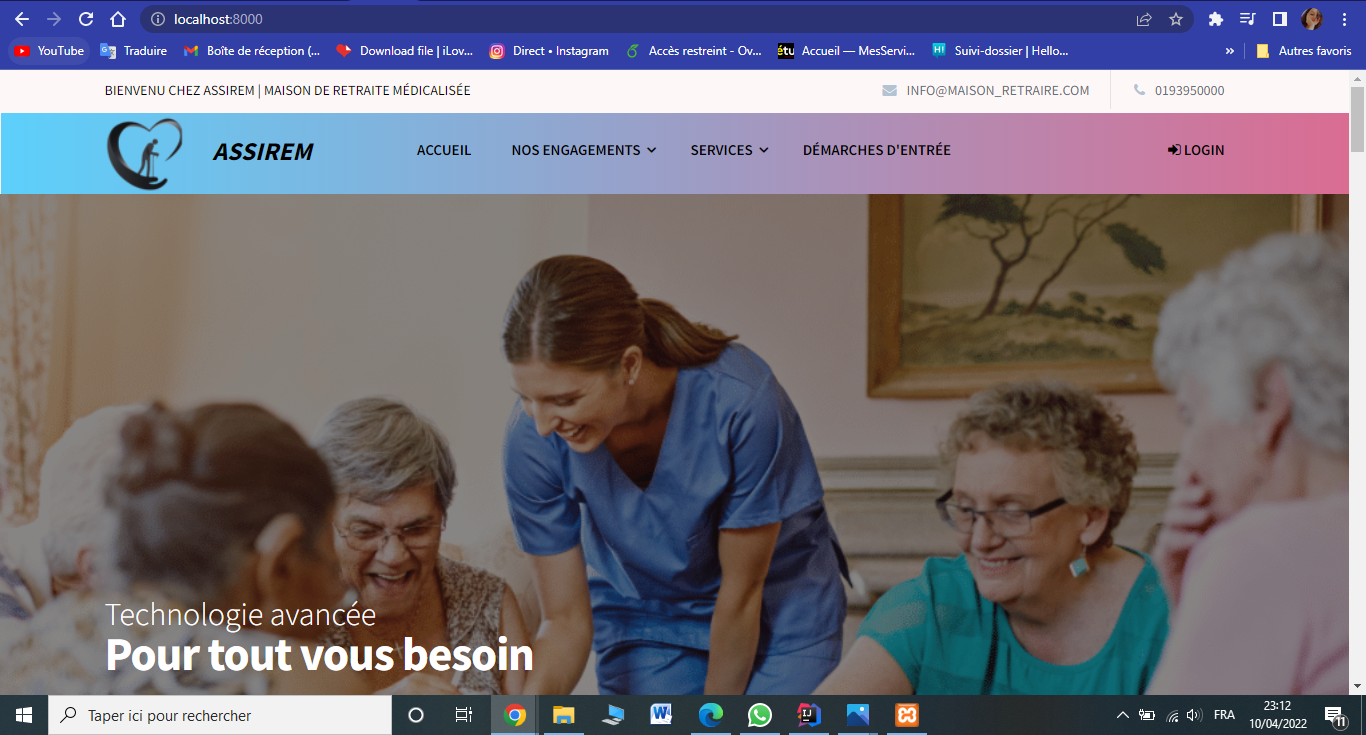 localhost:8000
YouTube Traduire Boîte de réception (... Download file | iLov... Direct • Instagram Accès restreint - Ov... étu Accueil — MesServi... H! Suivi-dossier | Hello... » Autres favoris
BIENVENU CHEZ ASSIREM | MAISON DE RETRAITE MÉDICALISÉE INFO@MAISON_RETRAIRE.COM 0193950000
ASSIREM ACCUEIL NOS ENGAGEMENTS SERVICES DÉMARCHES D'ENTRÉE LOGIN
Technologie avancée
Pour tout vous besoin
Taper ici pour rechercher FRA 23:12
10/04/2022 11